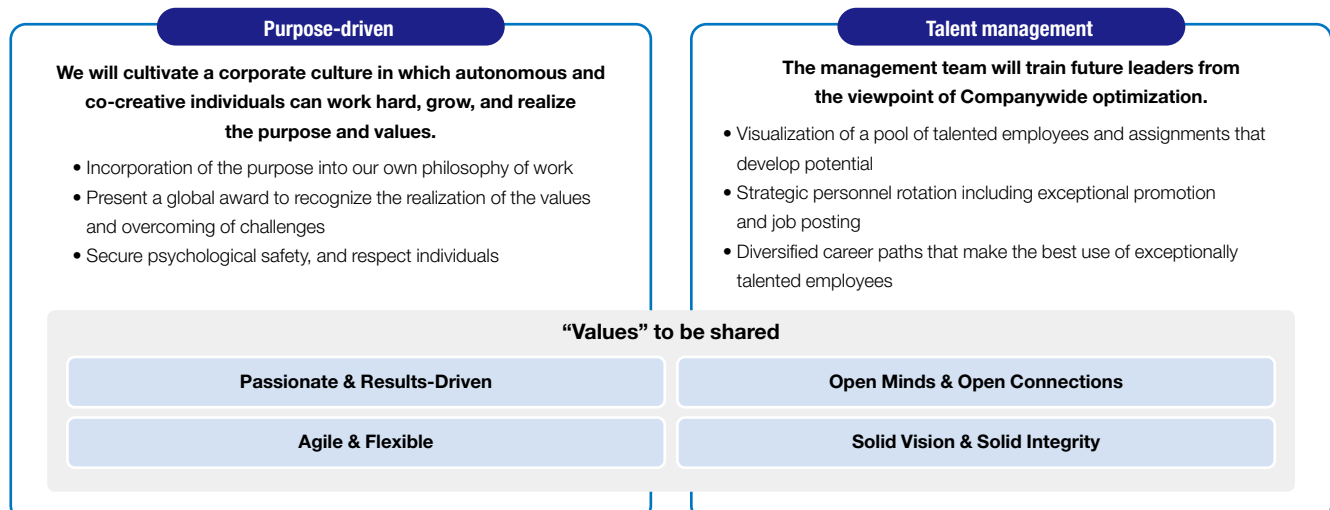 Purpose-driven
We will cultivate a corporate culture in which autonomous and
co-creative individuals can work hard, grow, and realize
the purpose and values.
• Incorporation of the purpose into our own philosophy of work
• Present a global award to recognize the realization of the values
and overcoming of challenges
• Secure psychological safety, and respect individuals
Talent management
The management team will train future leaders from
the viewpoint of Companywide optimization.
• Visualization of a pool of talented employees and assignments that
develop potential
• Strategic personnel rotation including exceptional promotion
and job posting
• Diversified career paths that make the best use of exceptionally
talented employees
“Values” to be shared
Passionate & Results-Driven
Open Minds & Open Connections
Agile & Flexible
Solid Vision & Solid Integrity